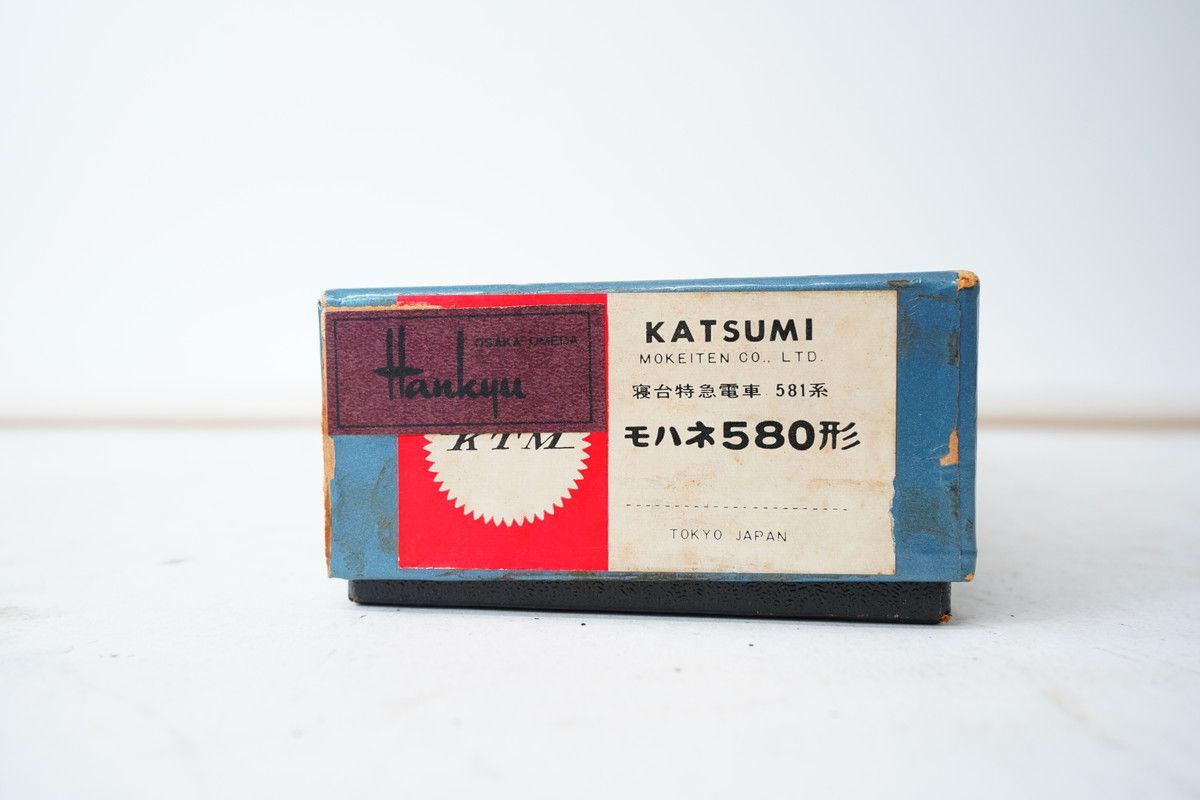 OSAKA-UMEDA
Hankyu
KTM
KATSUMI
MOKEITEN CO., LTD.
寝台特急電車 581系
モハネ580形
TOKYO JAPAN